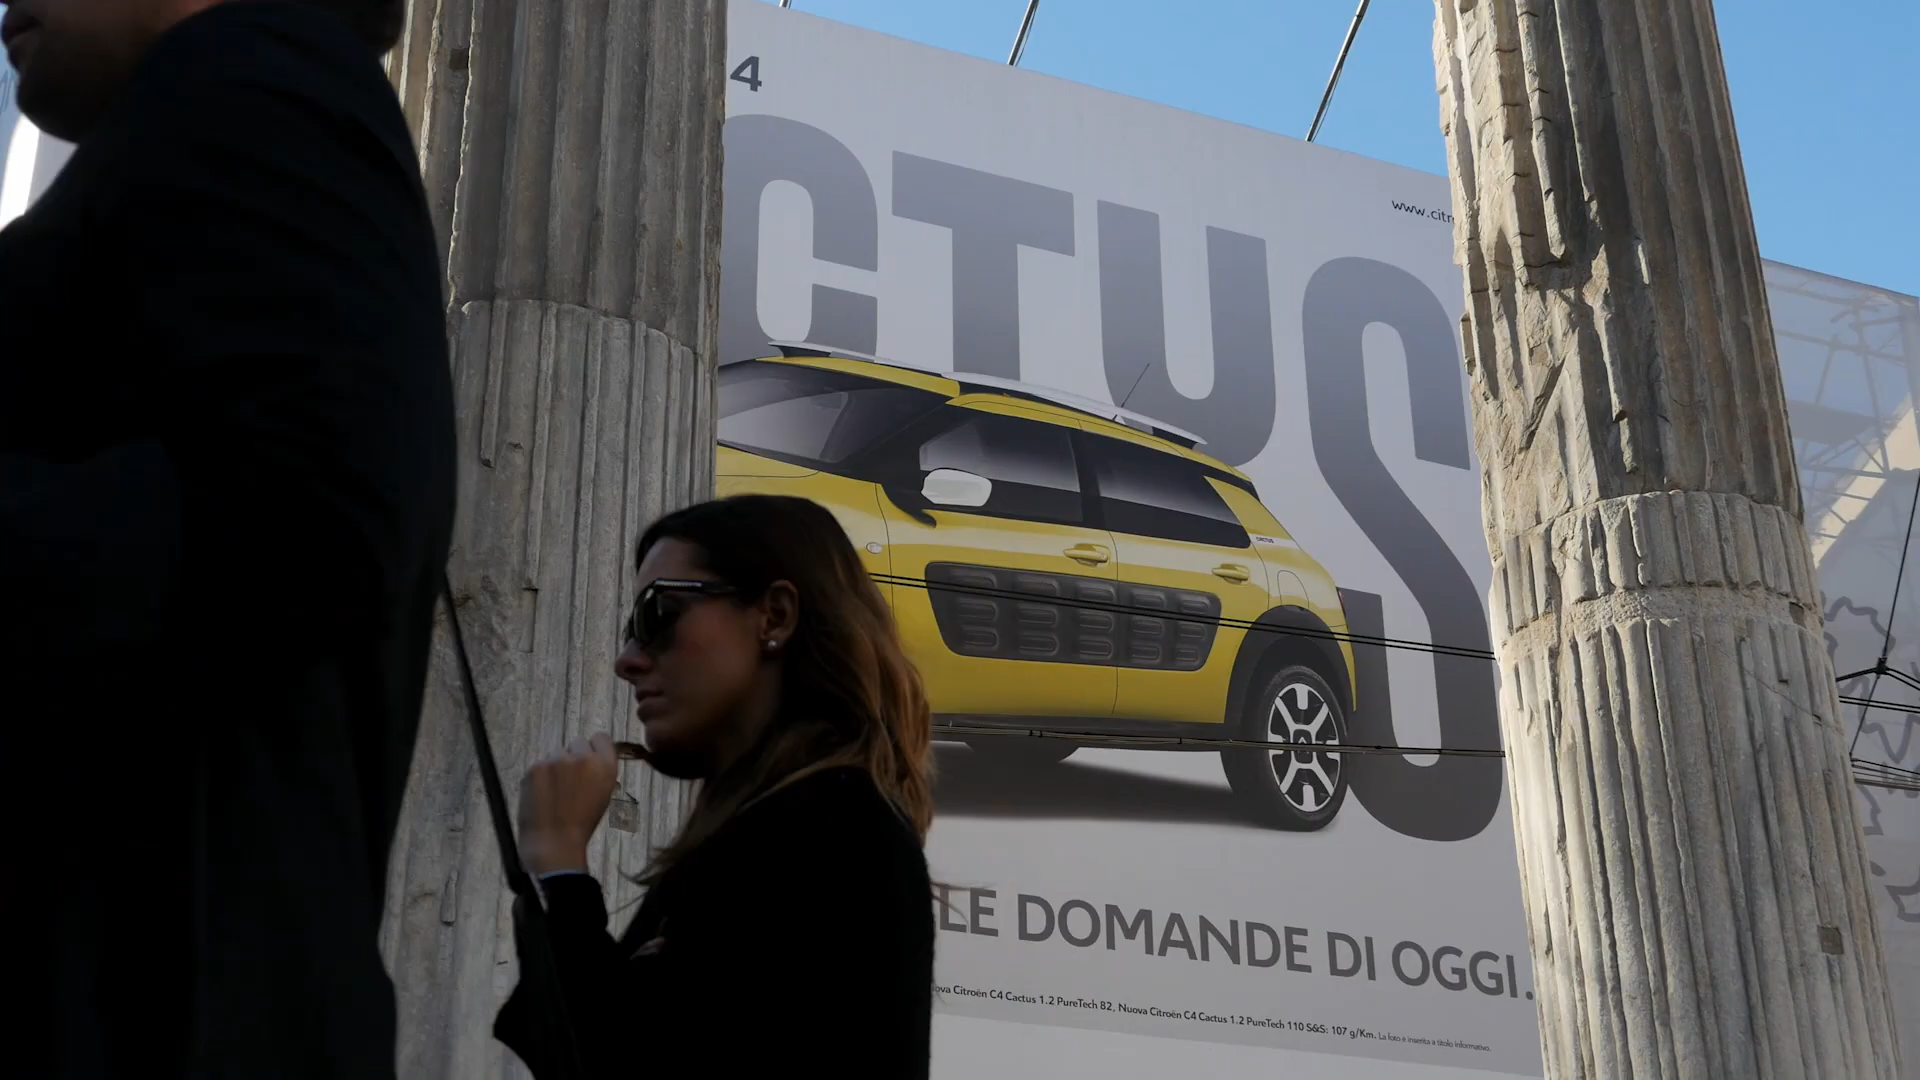 4
CTUS
www.citr
LE DOMANDE DI OGGI.
ova Citroën C4 Cactus 1.2 PureTech 82, Nuova Citroën C4 Cactus 1.2 PureTech 110 S&S: 107 g/Km. La foto è inserita a titolo informativo.
CACTUS